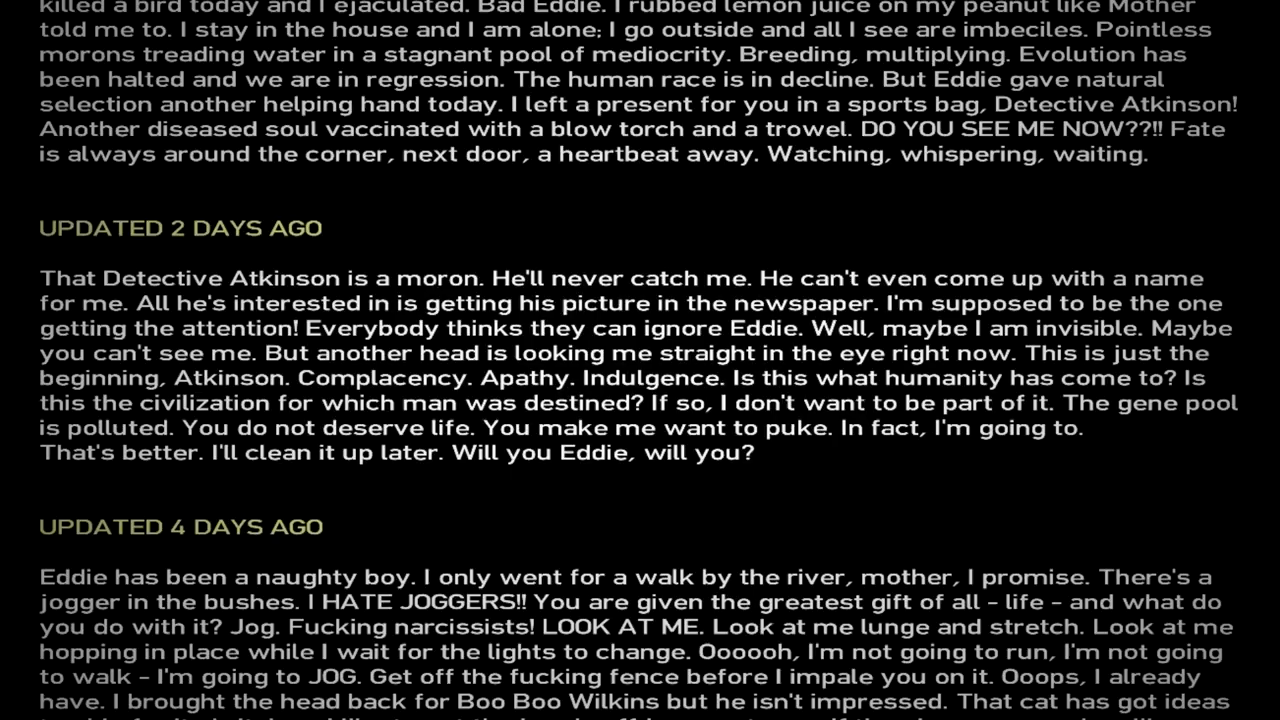 killed a bird today and I ejaculated. Bad Eddie. I rubbed lemon juice on my peanut like Mother
told me to. I stay in the house and I am alone; I go outside and all I see are imbeciles. Pointless
morons treading water in a stagnant pool of mediocrity. Breeding, multiplying. Evolution has
been halted and we are in regression. The human race is in decline. But Eddie gave natural
selection another helping hand today. I left a present for you in a sports bag, Detective Atkinson!
Another diseased soul vaccinated with a blow torch and a trowel. DO YOU SEE ME NOW??!! Fate
is always around the corner, next door, a heartbeat away. Watching, whispering, waiting.
UPDATED 2 DAYS AGO
That Detective Atkinson is a moron. He'll never catch me. He can't even come up with a name
for me. All he's interested in is getting his picture in the newspaper. I'm supposed to be the one
getting the attention! Everybody thinks they can ignore Eddie. Well, maybe I am invisible. Maybe
you can't see me. But another head is looking me straight in the eye right now. This is just the
beginning, Atkinson. Complacency. Apathy. Indulgence. Is this what humanity has come to? Is
this the civilization for which man was destined? If so, I don't want to be part of it. The gene pool
is polluted. You do not deserve life. You make me want to puke. In fact, I'm going to.
That's better. I'll clean it up later. Will you Eddie, will you?
UPDATED 4 DAYS AGO
Eddie has been a naughty boy. I only went for a walk by the river, mother, I promise. There's a
jogger in the bushes. I HATE JOGGERS!! You are given the greatest gift of all - life - and what do
you do with it? Jog. Fucking narcissists! LOOK AT ME. Look at me lunge and stretch. Look at me
hopping in place while I wait for the lights to change. Oooooh, I'm not going to run, I'm not going
to walk - I'm going to JOG. Get off the fucking fence before I impale you on it. Ooops, I already
have. I brought the head back for Boo Boo Wilkins but he isn't impressed. That cat has got ideas